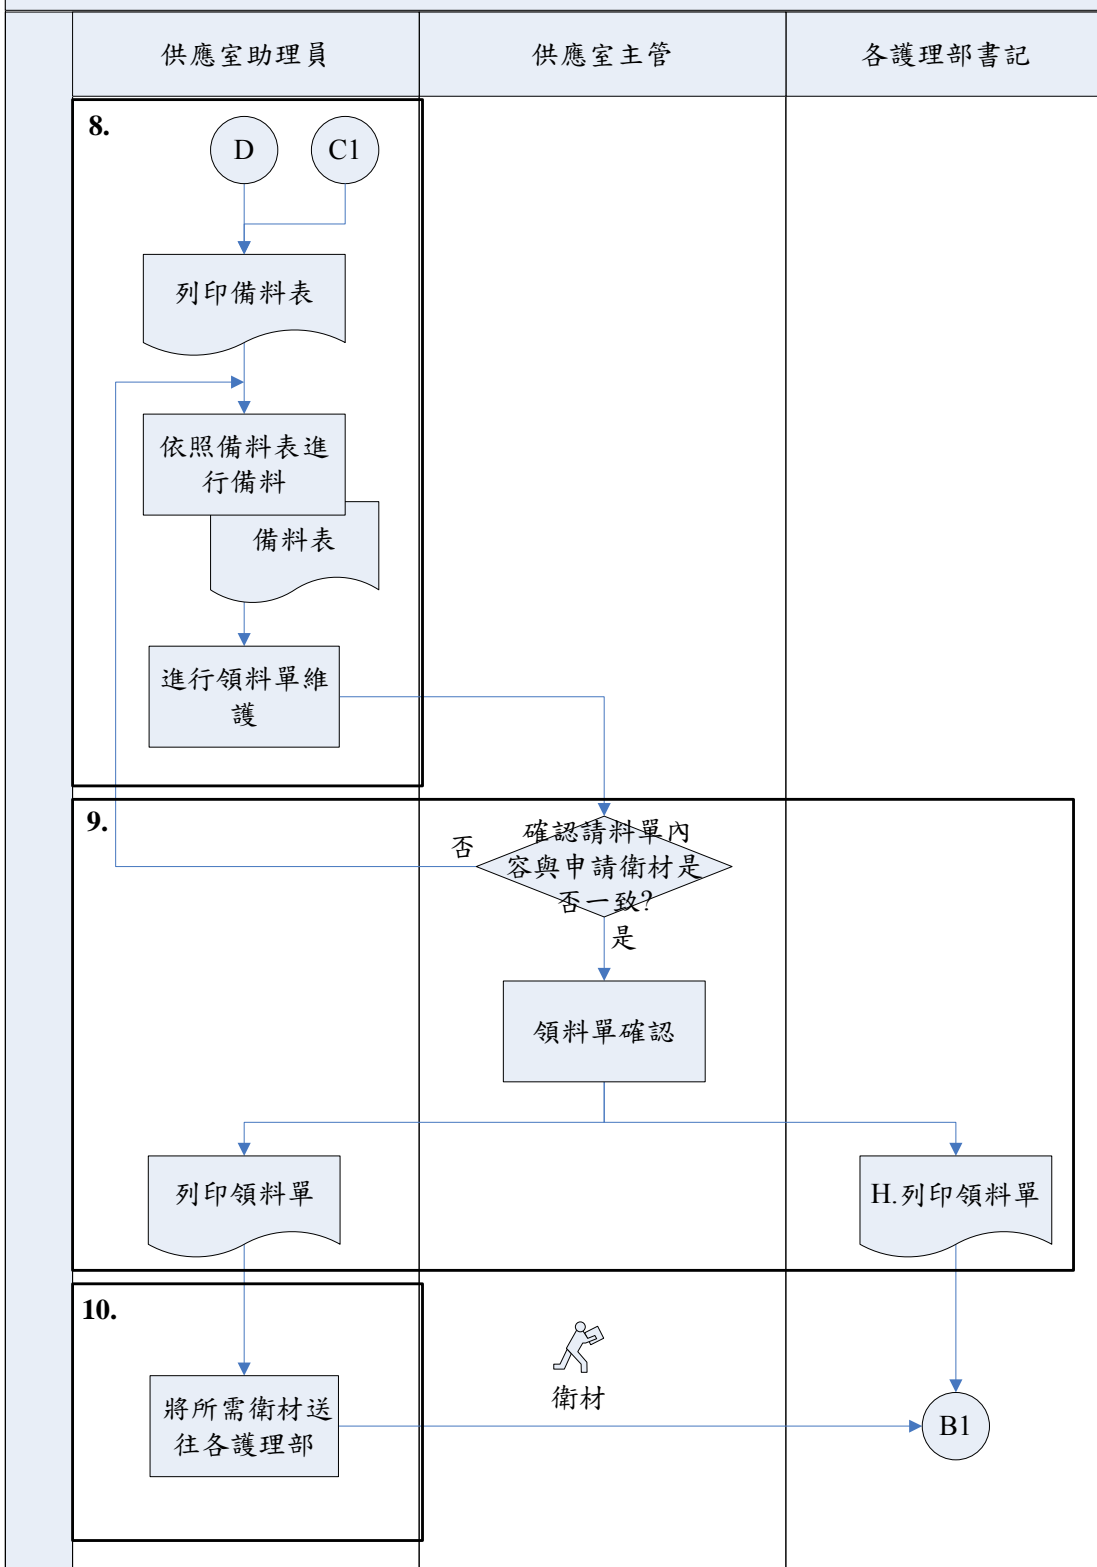 供應室助理員
供應室主管
各護理部書記
8.
D
C1
列印備料表
依照備料表進
行備料
備料表
進行領料單維
護
9.
否
確認請料單內
容與申請衛材是
否一致?
是
領料單確認
列印領料單
H.列印領料單
10.
衛材
將所需衛材送
往各護理部
B1